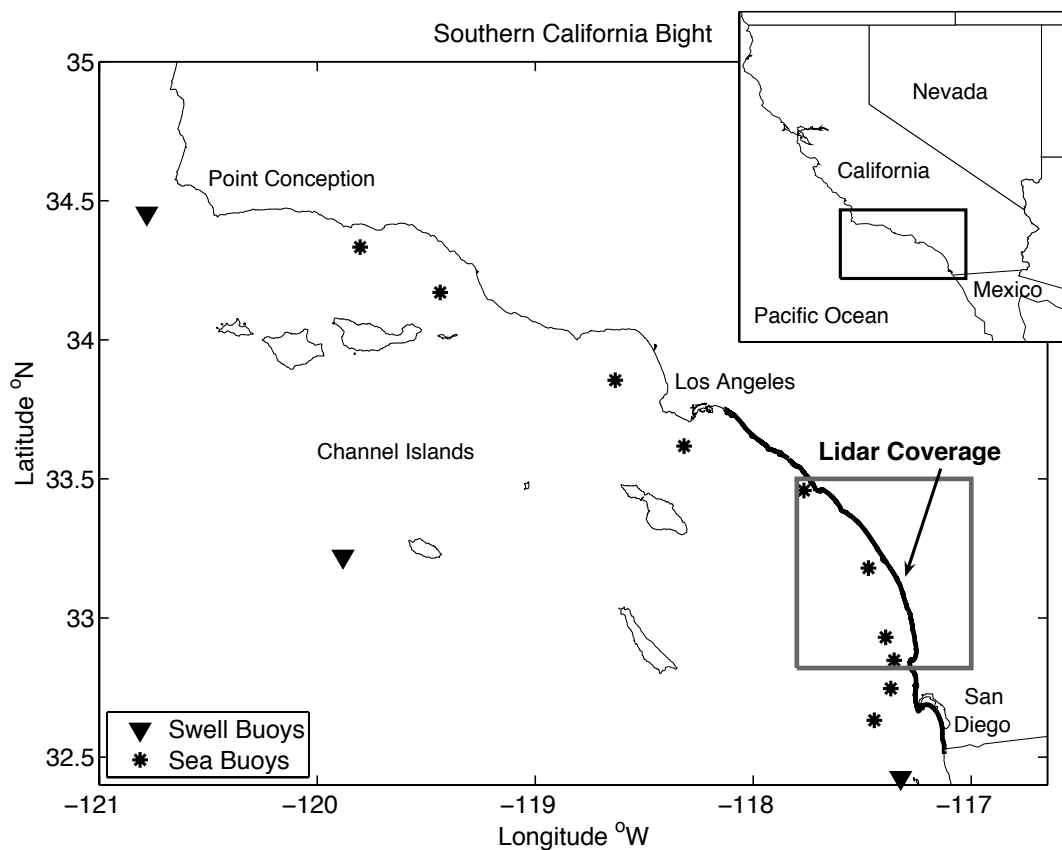 Southern California Bight
Nevada
California
Mexico
Pacific Ocean
Point Conception
Los Angeles
Channel Islands
Lidar Coverage
San
Diego
Swell Buoys
Sea Buoys
35
34.5
34
33.5
33
32.5
Latitude °N
−121
−120
−119
−118
−117
Longitude °W